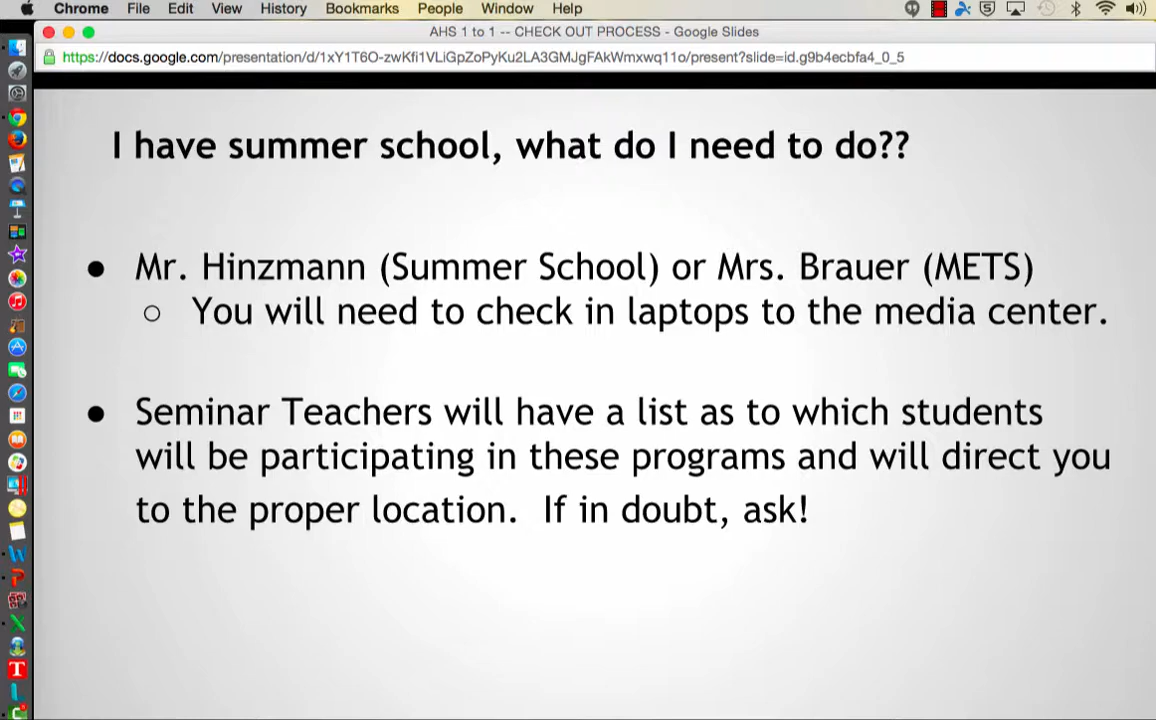 Chrome File Edit View History Bookmarks People Window Help
AHS 1 to 1 -- CHECK OUT PROCESS - Google Slides
https://docs.google.com/presentation/d/1xY1T6O-zwKfi1VLiGpZoPyKu2LA3GMJgFAkWmxwq11o/present?slide=id.g9b4ecbfa4_0_5
I have summer school, what do I need to do??
● Mr. Hinzmann (Summer School) or Mrs. Brauer (METS)
○ You will need to check in laptops to the media center.
● Seminar Teachers will have a list as to which students
will be participating in these programs and will direct you
to the proper location. If in doubt, ask!